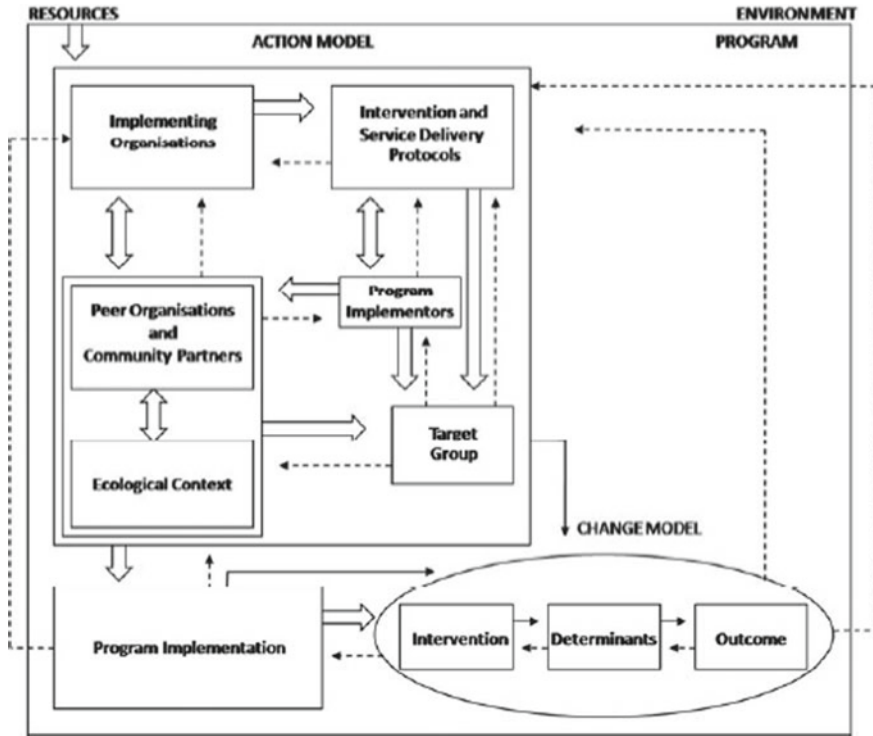 RESOURCES
ENVIRONMENT
ACTION MODEL
PROGRAM
Implementing
Organisations
Intervention and
Service Delivery
Protocols
Peer Organisations
and
Community Partners
Program
Implementors
Ecological Context
Target
Group
CHANGE MODEL
Program Implementation
Intervention
Determinants
Outcome